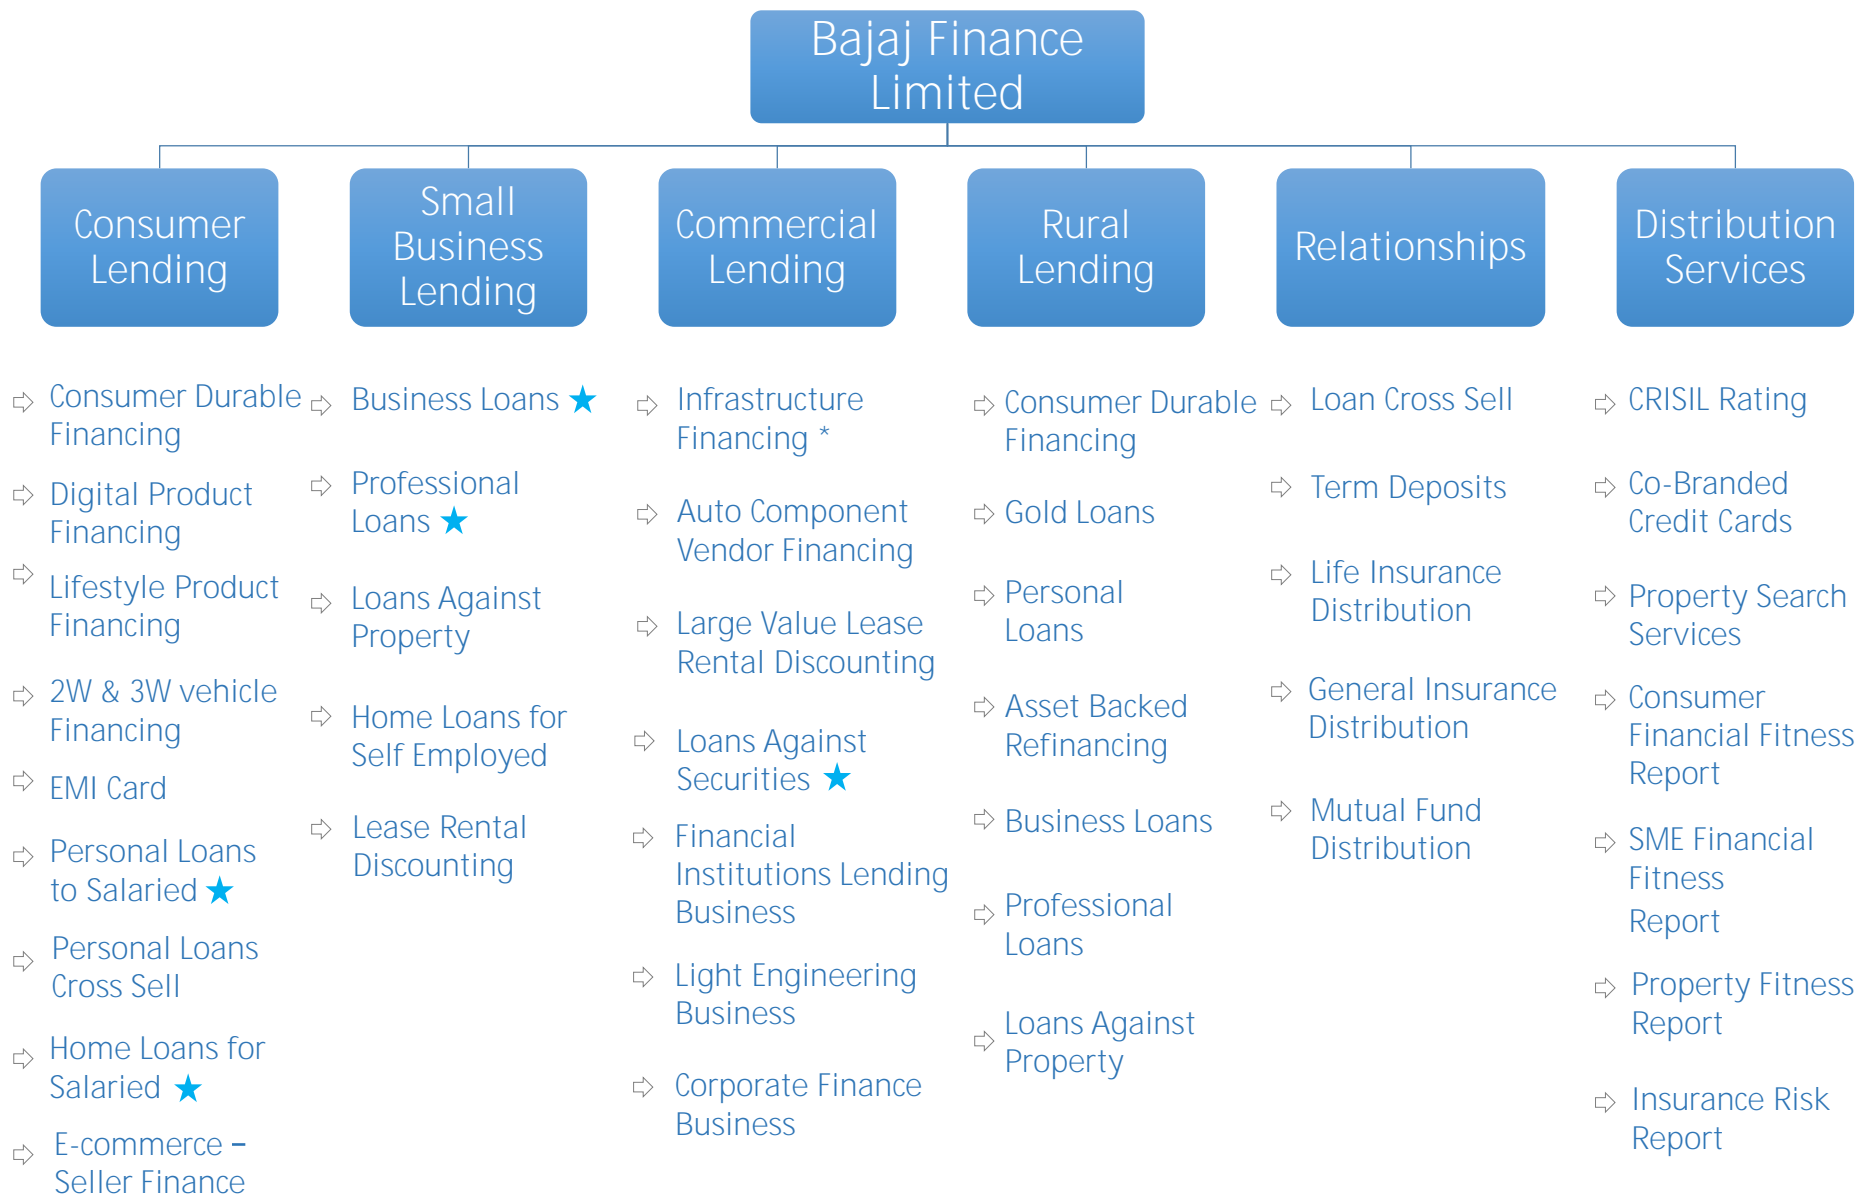 Bajaj Finance
Limited
Consumer
Lending
Small
Business
Lending
Commercial
Lending
Rural
Lending
Relationships
Distribution
Services
Consumer Durable
Financing
Digital Product
Financing
Lifestyle Product
Financing
2W & 3W vehicle
Financing
EMI Card
Personal Loans
to Salaried ★
Personal Loans
Cross Sell
Home Loans for
Salaried ★
E-commerce –
Seller Finance
Business Loans ★
Professional
Loans ★
Loans Against
Property
Home Loans for
Self Employed
Lease Rental
Discounting
Infrastructure
Financing *
Auto Component
Vendor Financing
Large Value Lease
Rental Discounting
Loans Against
Securities ★
Financial
Institutions Lending
Business
Light Engineering
Business
Corporate Finance
Business
Consumer Durable
Financing
Gold Loans
Personal
Loans
Asset Backed
Refinancing
Business Loans
Professional
Loans
Loans Against
Property
Loan Cross Sell
Term Deposits
Life Insurance
Distribution
General Insurance
Distribution
Mutual Fund
Distribution
CRISIL Rating
Co-Branded
Credit Cards
Property Search
Services
Consumer
Financial Fitness
Report
SME Financial
Fitness
Report
Property Fitness
Report
Insurance Risk
Report